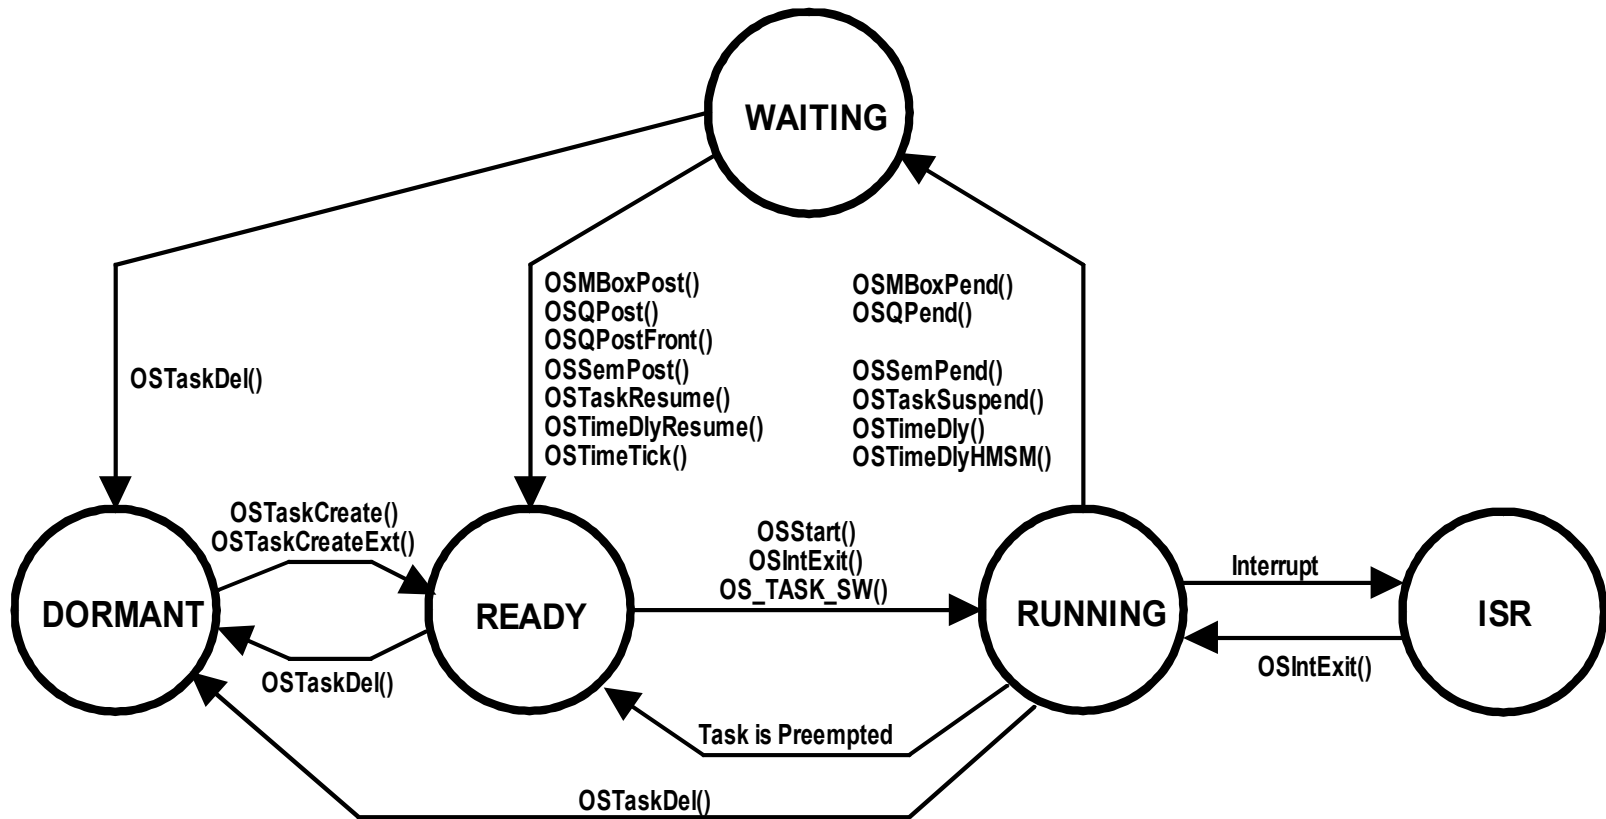 WAITING
OSMBoxPost()
OSQPost()
OSQPostFront()
OSSemPost()
OSTaskResume()
OSTimeDlyResume()
OSTimeTick()
OSMBoxPend()
OSQPend()
OSSemPend()
OSTaskSuspend()
OSTimeDly()
OSTimeDlyHMSM()
OSTaskDel()
OSTaskCreate()
OSTaskCreateExt()
OSStart()
OSIntExit()
OS_TASK_SW()
Interrupt
DORMANT
READY
RUNNING
ISR
OSTaskDel()
OSIntExit()
Task is Preempted
OSTaskDel()